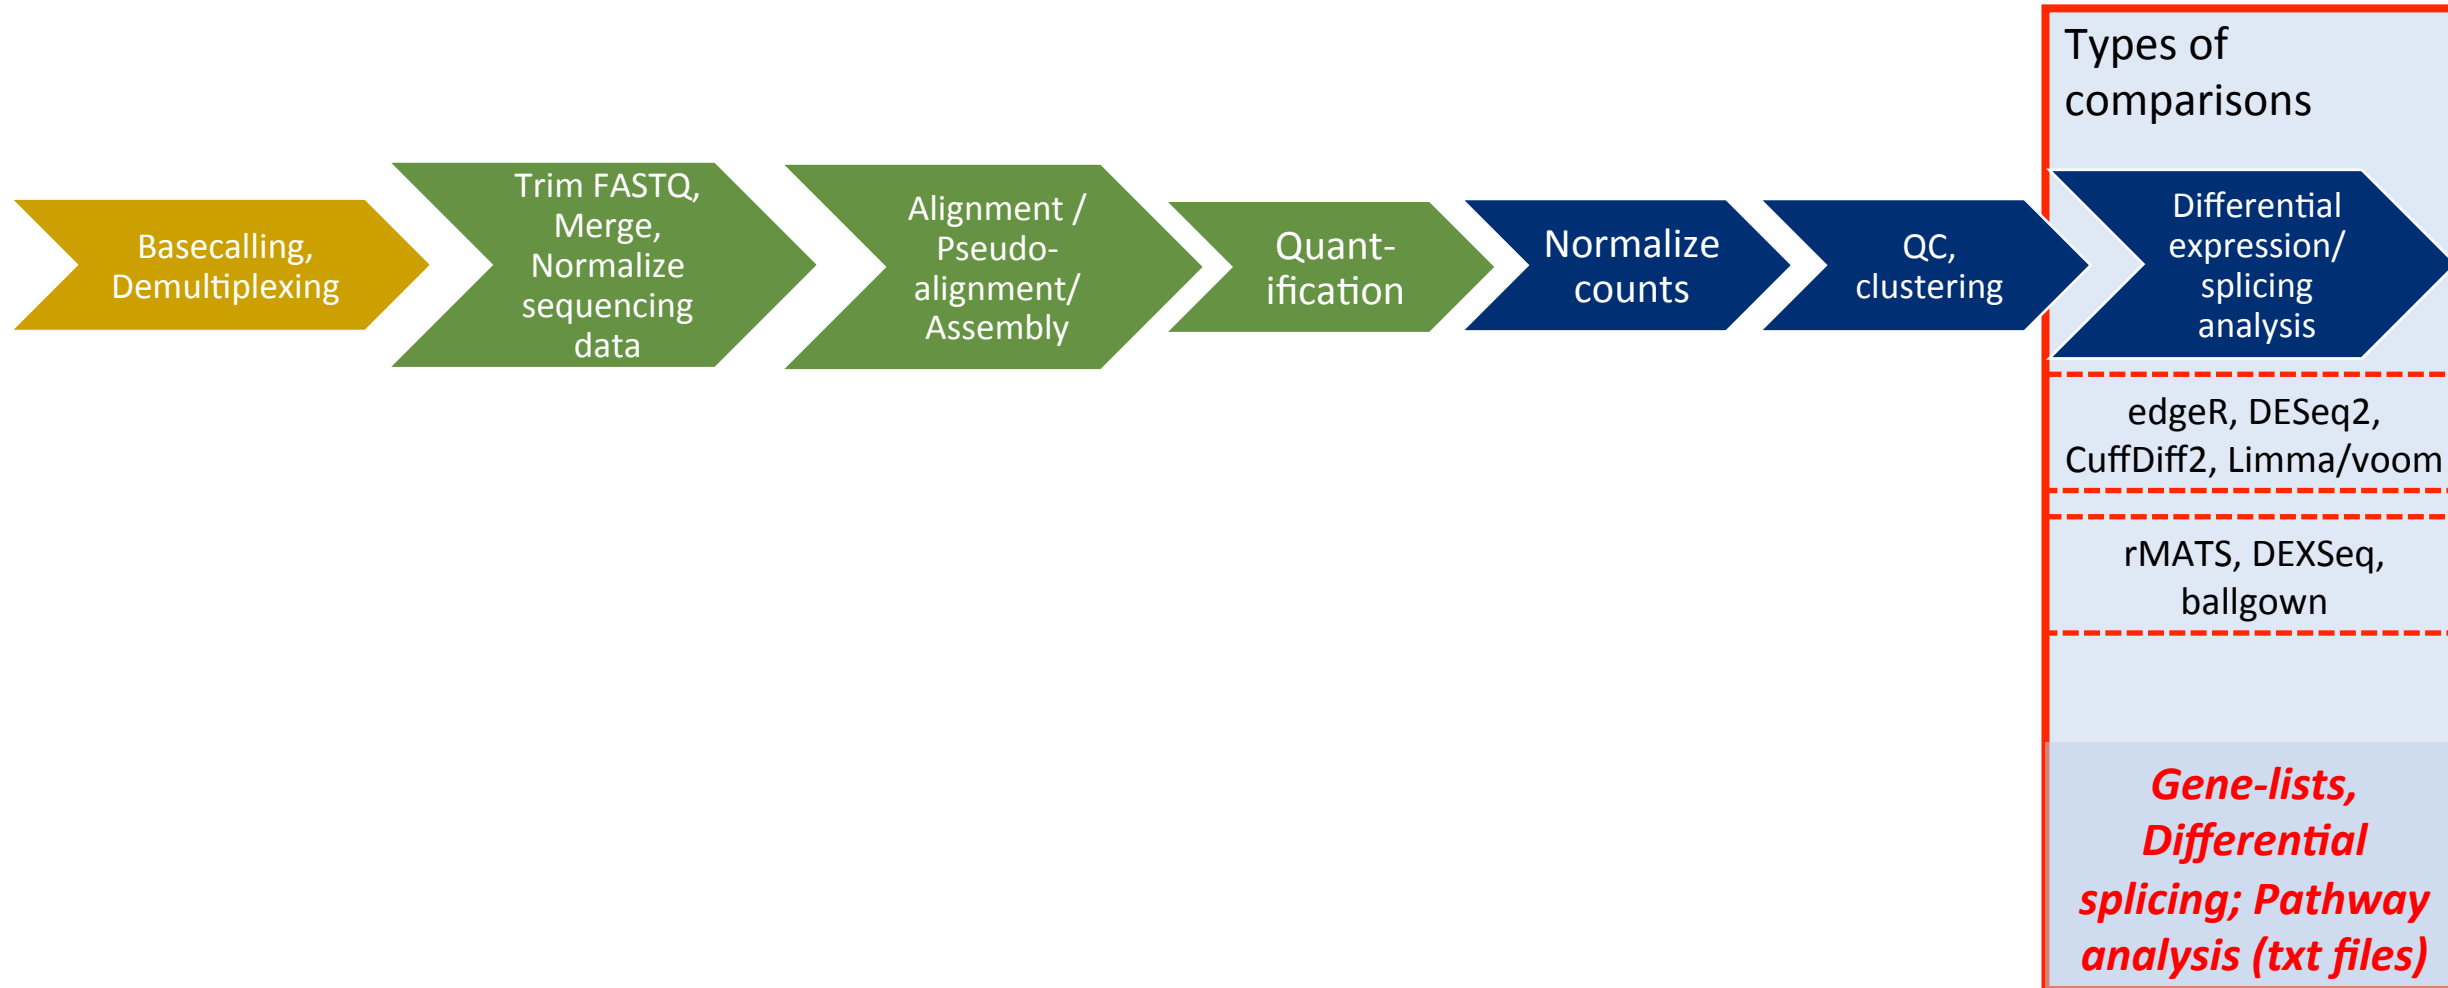 Types of
comparisons
Basecalling,
Demultiplexing
Trim FASTQ,
Merge,
Normalize
sequencing
data
Alignment /
Pseudo-
alignment/
Assembly
Quant-
ification
Normalize
counts
QC,
clustering
Differential
expression/
splicing
analysis
edgeR, DESeq2,
CuffDiff2, Limma/voom
rMATS, DEXSeq,
ballgown
Gene-lists,
Differential
splicing; Pathway
analysis (txt files)